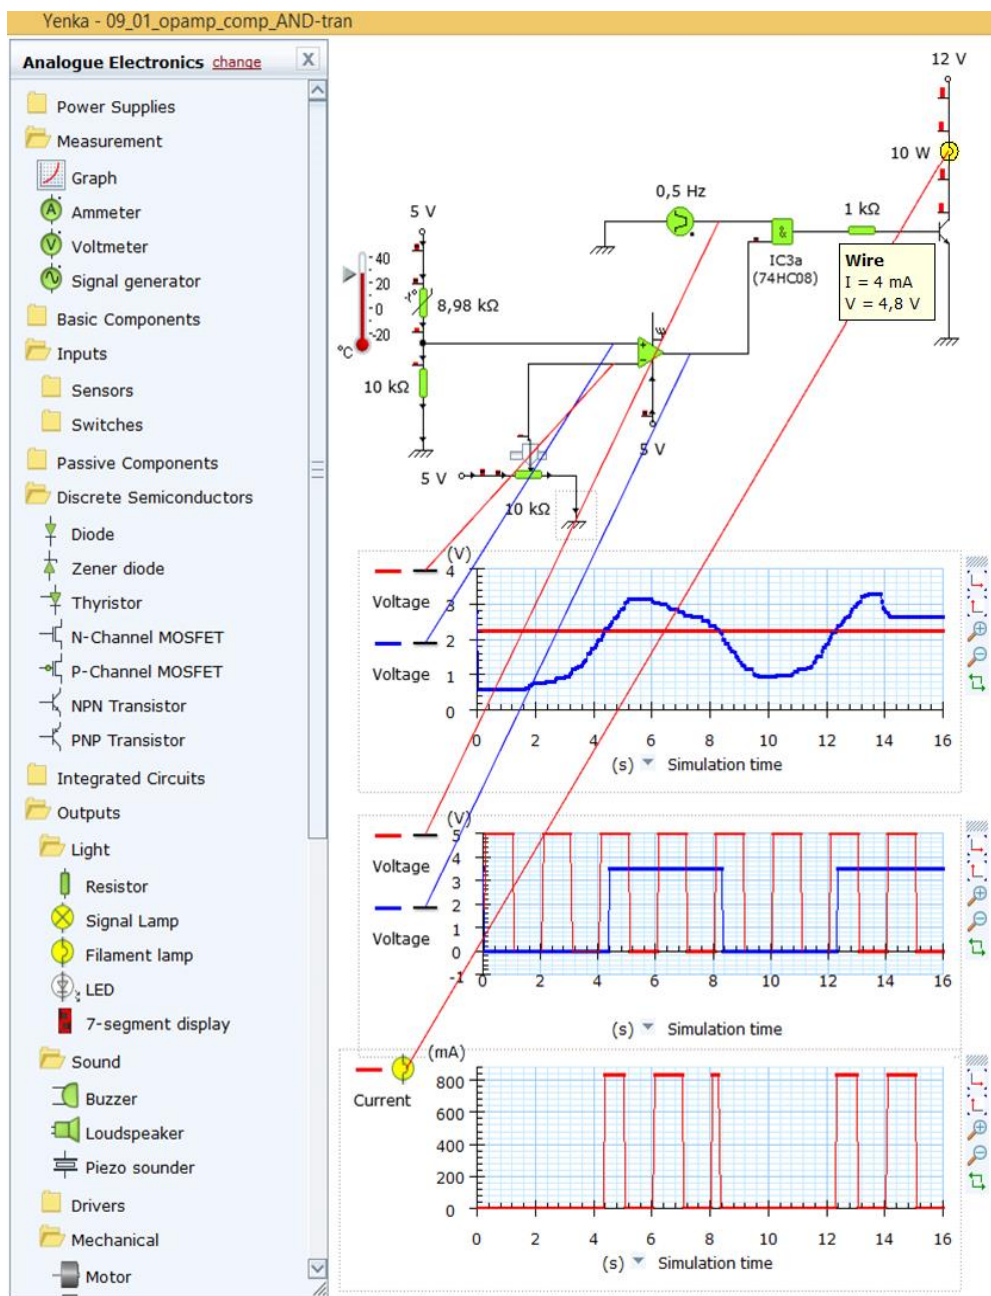 Yenka - 09_01_opamp_comp_AND-tran
Analogue Electronics change X
Power Supplies
Measurement
Graph
Ammeter
Voltmeter
Signal generator
Basic Components
Inputs
Sensors
Switches
Passive Components
Discrete Semiconductors
Diode
Zener diode
Thyristor
N-Channel MOSFET
P-Channel MOSFET
NPN Transistor
PNP Transistor
Integrated Circuits
Outputs
Light
Resistor
Signal Lamp
Filament lamp
LED
7-segment display
Sound
Buzzer
Loudspeaker
Piezo sounder
Drivers
Mechanical
Motor
12 V
10 W
0,5 Hz
1 kΩ
&
IC3a
(74HC08)
Wire
I = 4 mA
V = 4,8 V
5 V
40
20
0
-20
°C
8,98 kΩ
10 kΩ
+
-
5 V
5 V
10 kΩ
(V)
4
3
2
1
0
Voltage
Voltage
0 2 4 6 8 10 12 14 16
(s) Simulation time
(V)
5
4
3
2
1
0
-1
Voltage
Voltage
0 2 4 6 8 10 12 14 16
(s) Simulation time
(mA)
800
600
400
200
0
Current
0 2 4 6 8 10 12 14 16
(s) Simulation time